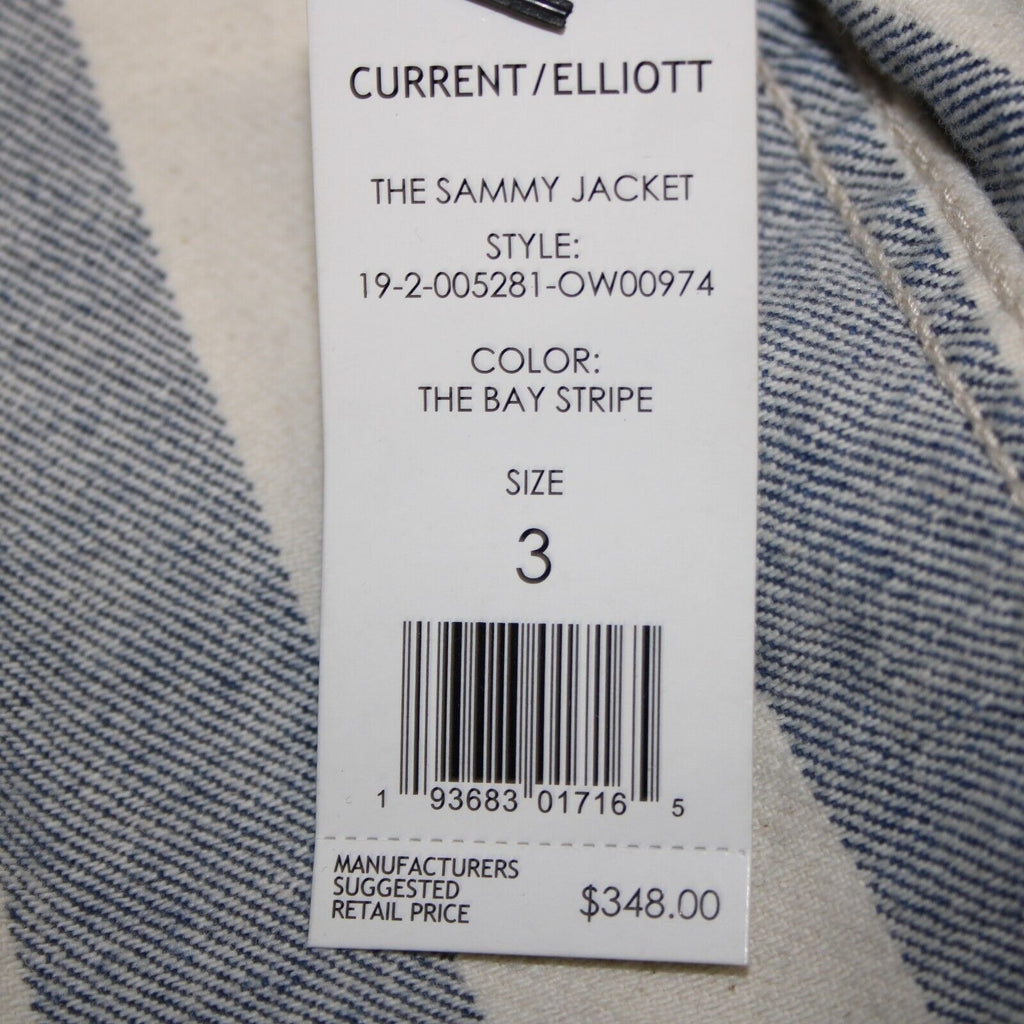 CURRENT/ELLIOTT
THE SAMMY JACKET
STYLE:
19-2-005281-OW00974
COLOR:
THE BAY STRIPE
SIZE
3
1 93683 01716 5
MANUFACTURERS
SUGGESTED
RETAIL PRICE
$348.00